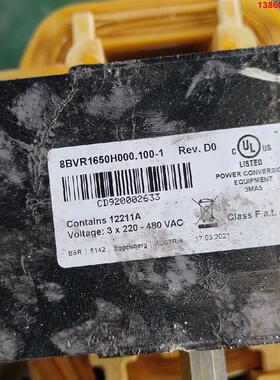 1386
8BVR1650H000.100-1 Rev. D0
c UL US
LISTED
POWER CONVERSION
EQUIPMENT
3MA5
CD920002633
Contains 12211A
Voltage: 3 x 220 - 480 VAC
Class F a.t.
B&R | 5142 Eggelsberg | AUSTRIA 17.03.2021